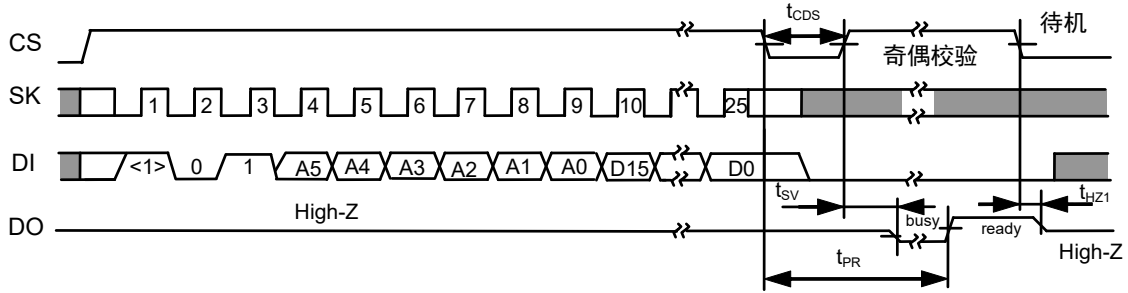 t_CDS
待机
CS
奇偶校验
SK 1 2 3 4 5 6 7 8 9 10 25
DI <1> 0 1 A5 A4 A3 A2 A1 A0 D15 D0
t_SV
t_HZ1
High-Z
busy
DO
ready
High-Z
t_PR